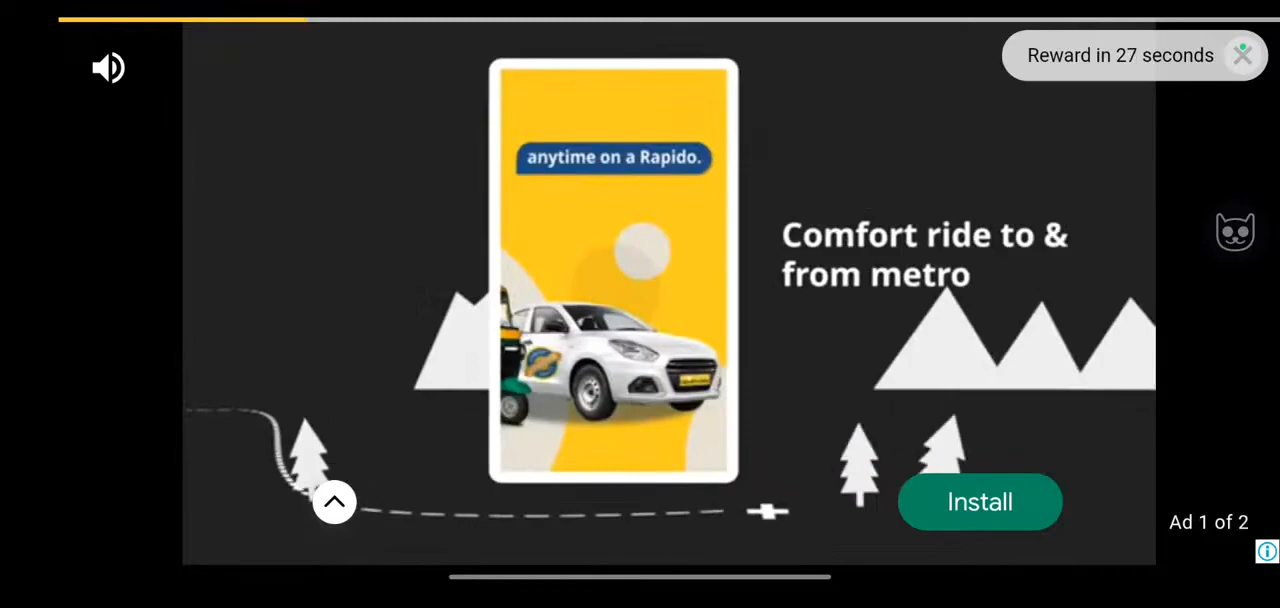 Reward in 27 seconds
anytime on a Rapido.
Comfort ride to &
from metro
Install
Ad 1 of 2